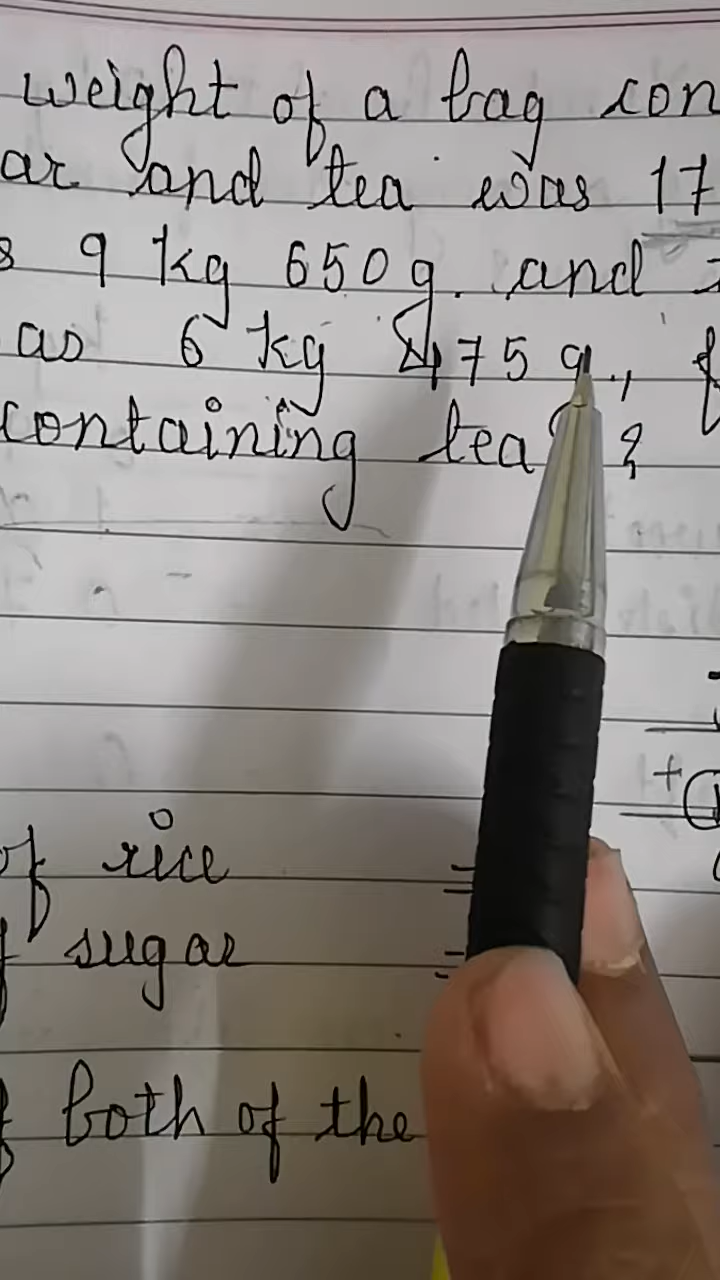 weight of a bag con
ar and tea was 17
s 9 kg 650 g. and
as 6 kg 475 g.,
containing tea ?
of rice =
sugar =
both of the